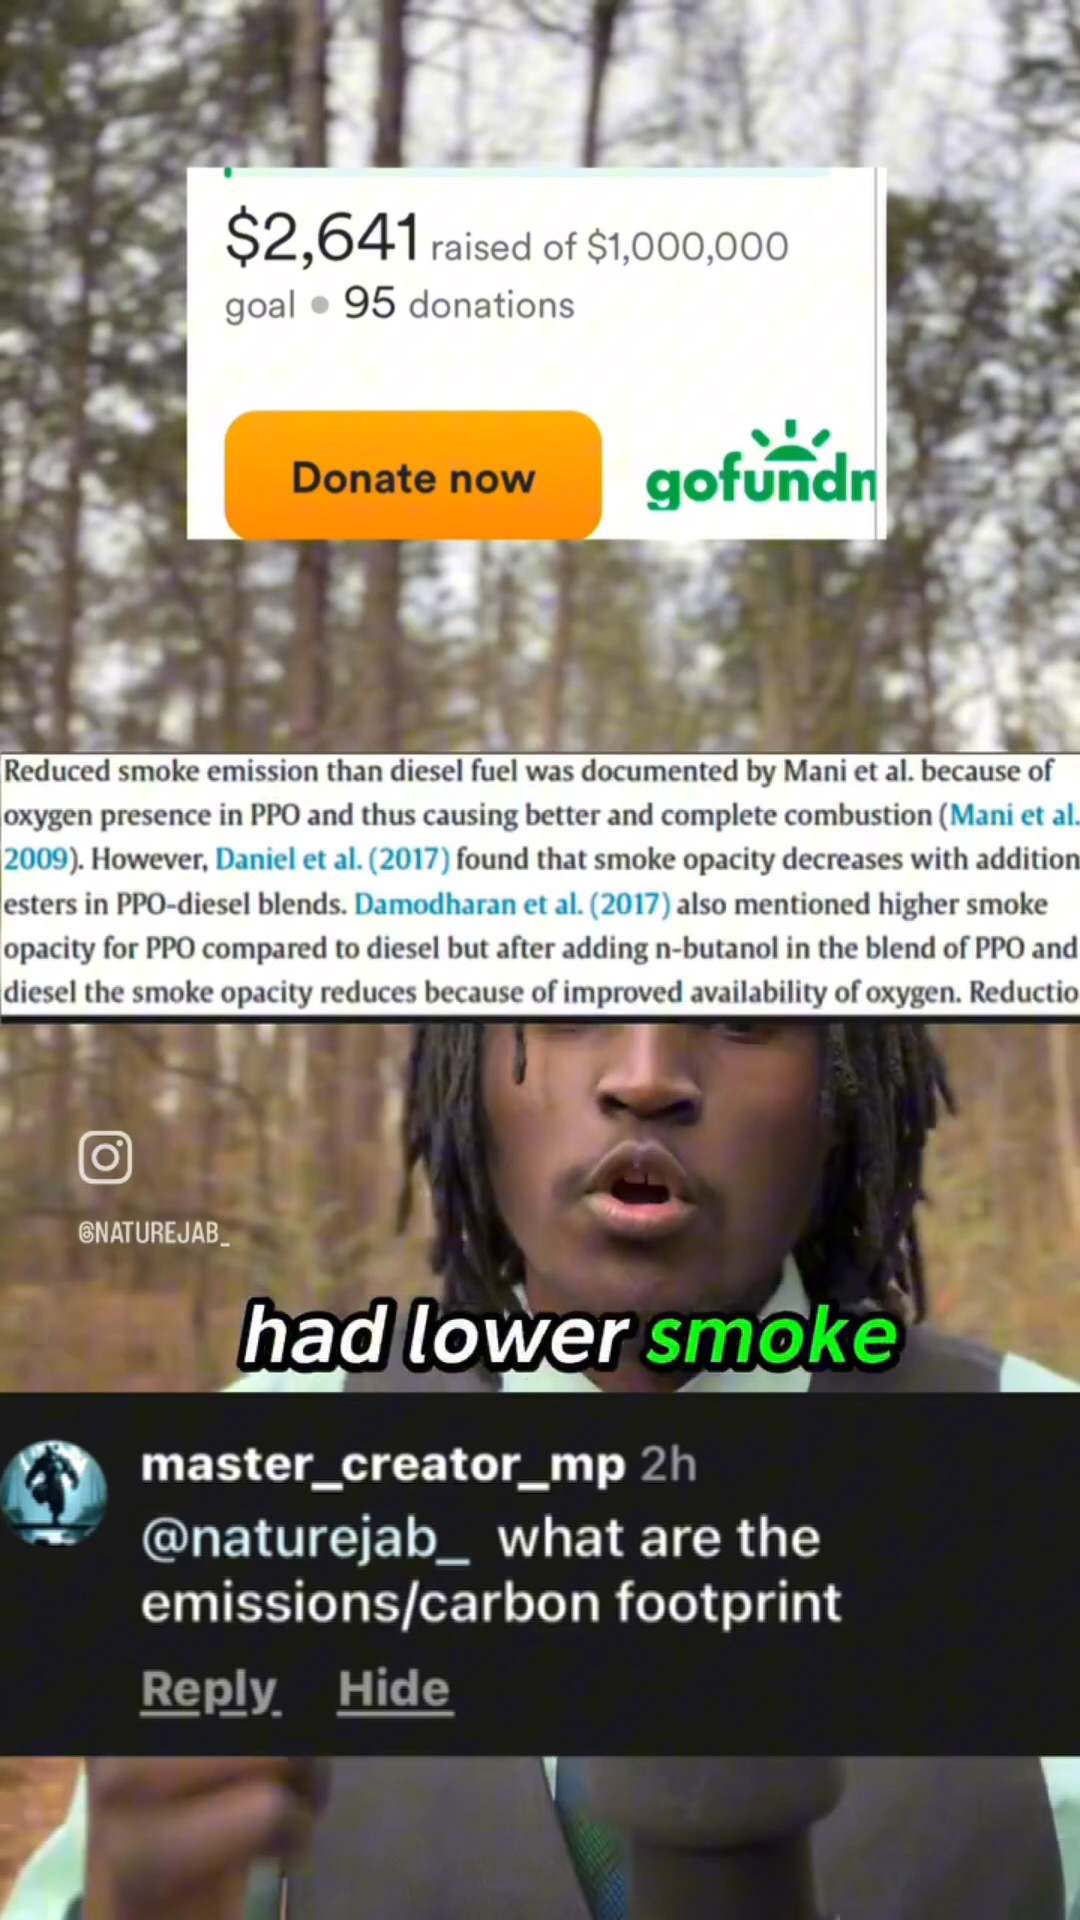 $2,641 raised of $1,000,000
goal • 95 donations
Donate now
gofundm
Reduced smoke emission than diesel fuel was documented by Mani et al. because of
oxygen presence in PPO and thus causing better and complete combustion (Mani et al.
2009). However, Daniel et al. (2017) found that smoke opacity decreases with addition
esters in PPO-diesel blends. Damodharan et al. (2017) also mentioned higher smoke
opacity for PPO compared to diesel but after adding n-butanol in the blend of PPO and
diesel the smoke opacity reduces because of improved availability of oxygen. Reductio
@NATUREJAB_
had lower smoke
master_creator_mp 2h
@naturejab_ what are the
emissions/carbon footprint
Reply Hide